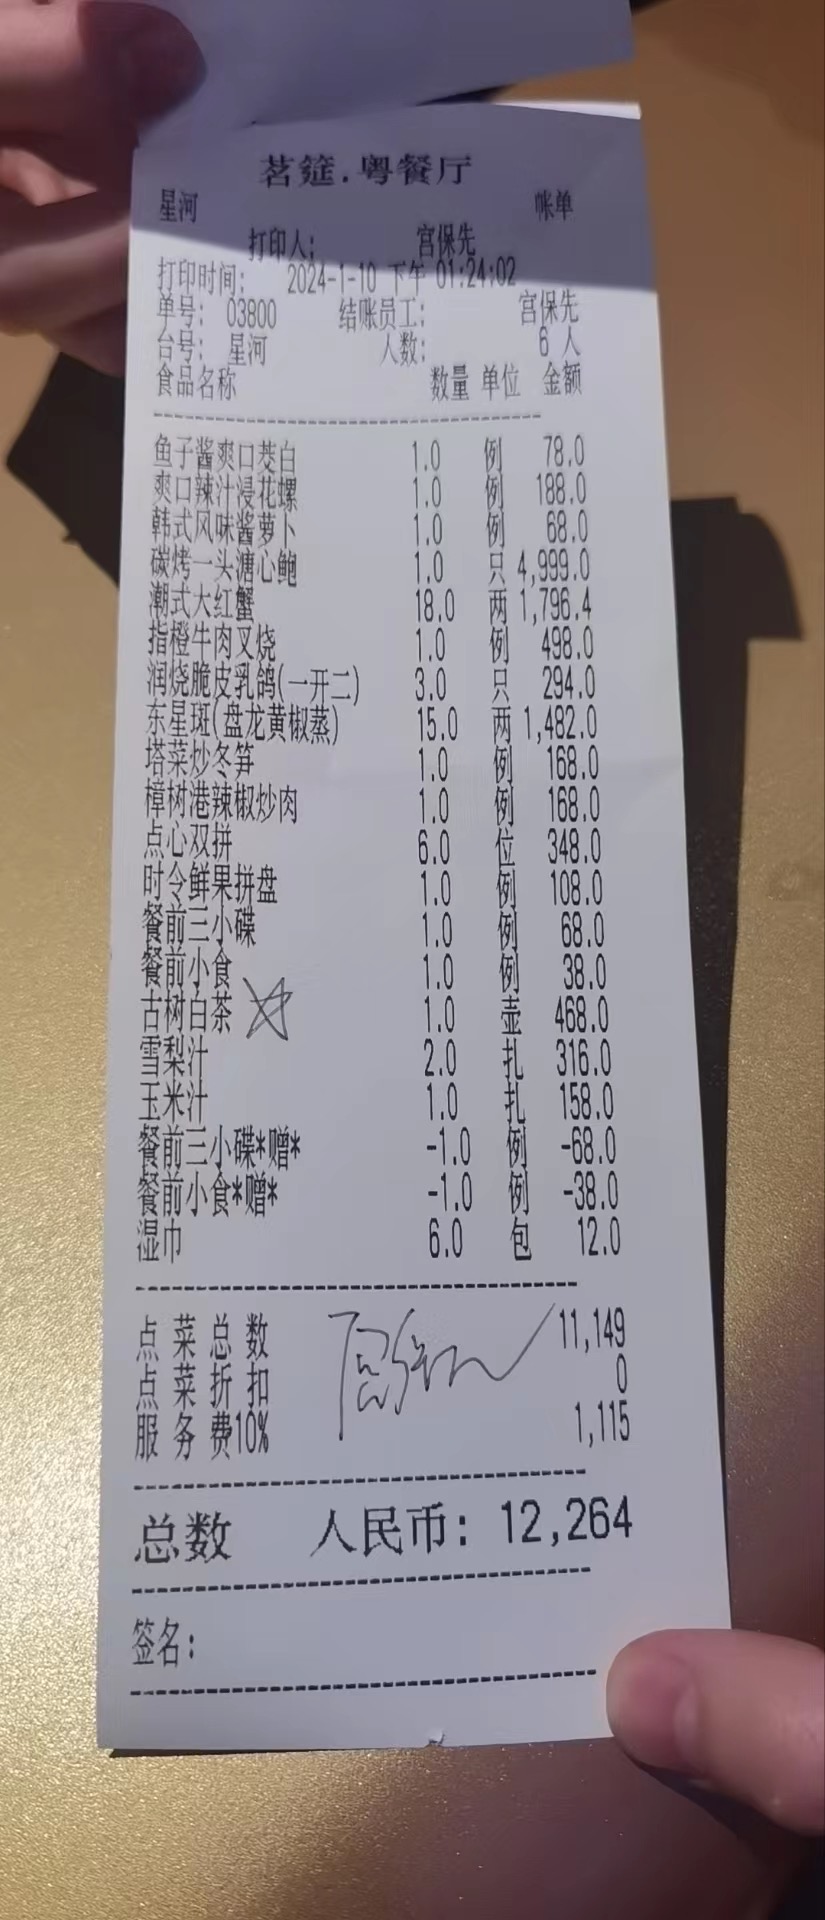 茗筵.粤餐厅
星河 帐单
打印人: 宫保先
打印时间: 2024-1-10 下午 01:24:02
单号: 03800 结账员工: 宫保先
台号: 星河 人数: 6 人
食品名称 数量 单位 金额
鱼子酱爽口茭白 1.0 例 78.0
爽口辣汁浸花螺 1.0 例 188.0
韩式风味酱萝卜 1.0 例 68.0
碳烤一头溏心鲍 1.0 只 4,999.0
潮式大红蟹 18.0 两 1,796.4
指橙牛肉叉烧 1.0 例 498.0
润烧脆皮乳鸽(一开二) 3.0 只 294.0
东星斑(盘龙黄椒蒸) 15.0 两 1,482.0
塔菜炒冬笋 1.0 例 168.0
樟树港辣椒炒肉 1.0 例 168.0
点心双拼 6.0 位 348.0
时令鲜果拼盘 1.0 例 108.0
餐前三小碟 1.0 例 68.0
餐前小食 1.0 例 38.0
古树白茶 1.0 壶 468.0
雪梨汁 2.0 扎 316.0
玉米汁 1.0 扎 158.0
餐前三小碟*赠* -1.0 例 -68.0
餐前小食*赠* -1.0 例 -38.0
湿巾 6.0 包 12.0
点菜总数 11,149
点菜折扣 0
服务费10% 1,115
总数 人民币: 12,264
签名: